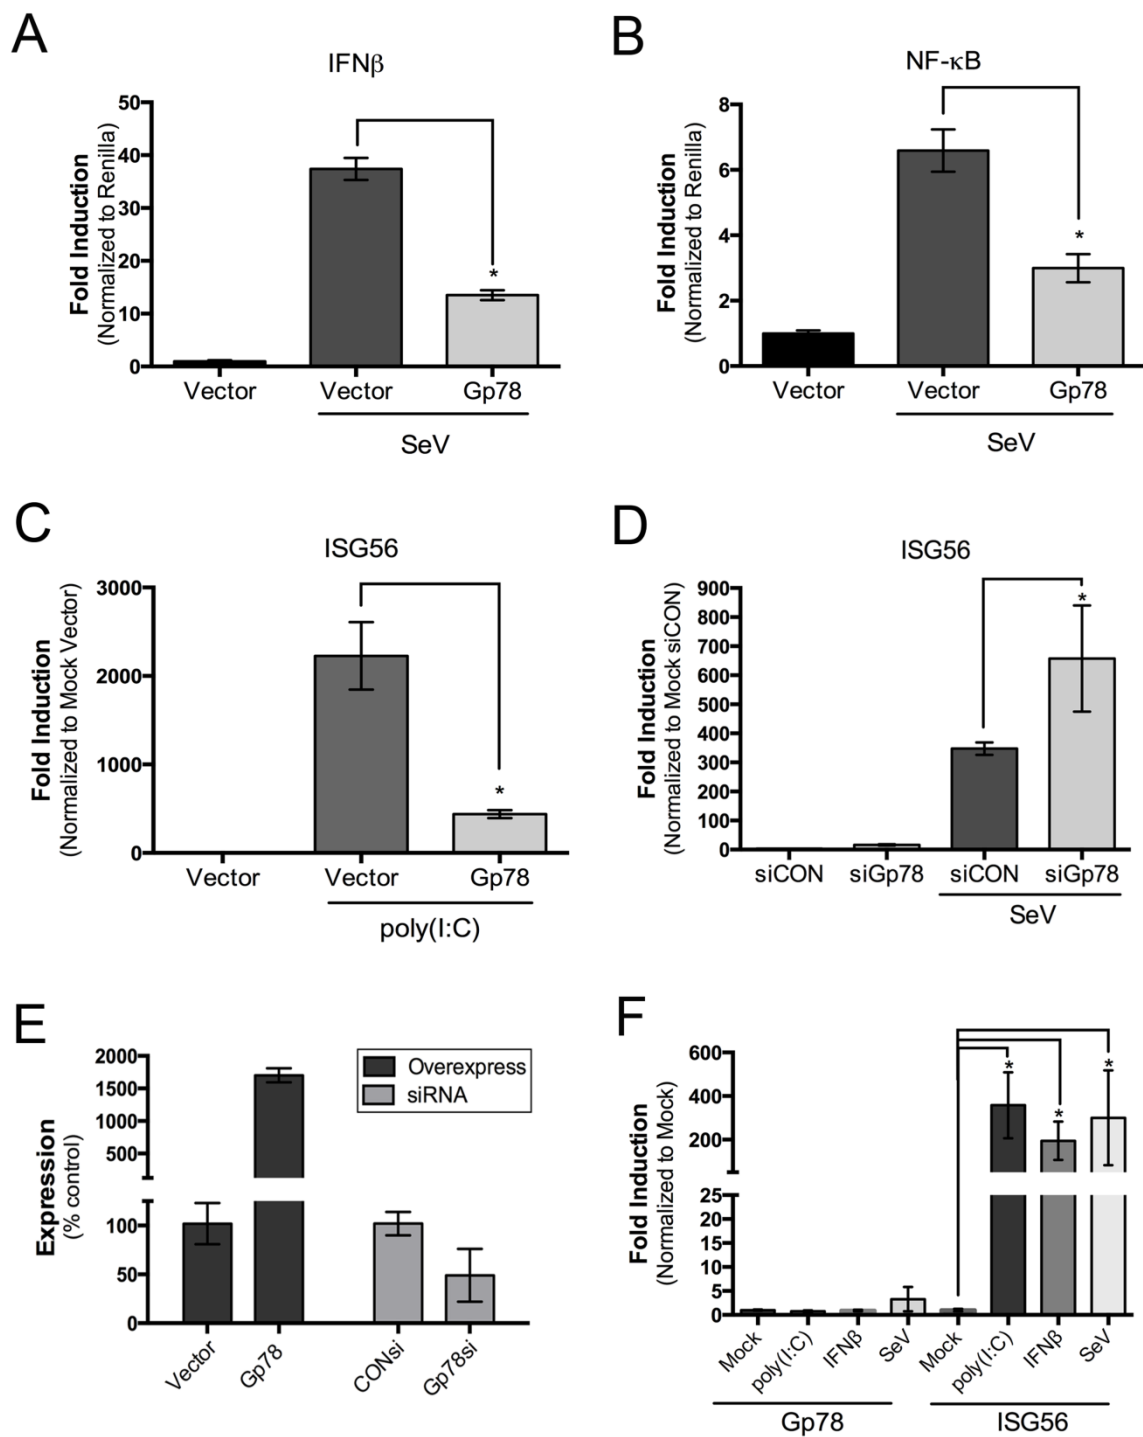 A
IFNβ
Fold Induction
(Normalized to Renilla)
50
40
30
20
10
0
*
Vector
Vector
Gp78
SeV
B
NF-κB
Fold Induction
(Normalized to Renilla)
8
6
4
2
0
*
Vector
Vector
Gp78
SeV
C
ISG56
Fold Induction
(Normalized to Mock Vector)
3000
2000
1000
0
*
Vector
Vector
Gp78
poly(I:C)
D
ISG56
Fold Induction
(Normalized to Mock siCON)
900
800
700
600
500
400
300
200
100
0
*
siCON
siGp78
siCON
siGp78
SeV
E
Expression
(% control)
2000
1500
1000
500
100
50
0
Overexpress
siRNA
Vector
Gp78
CONsi
Gp78si
F
Fold Induction
(Normalized to Mock)
600
400
200
25
20
15
10
5
0
*
*
*
Mock
poly(I:C)
IFNβ
SeV
Mock
poly(I:C)
IFNβ
SeV
Gp78
ISG56